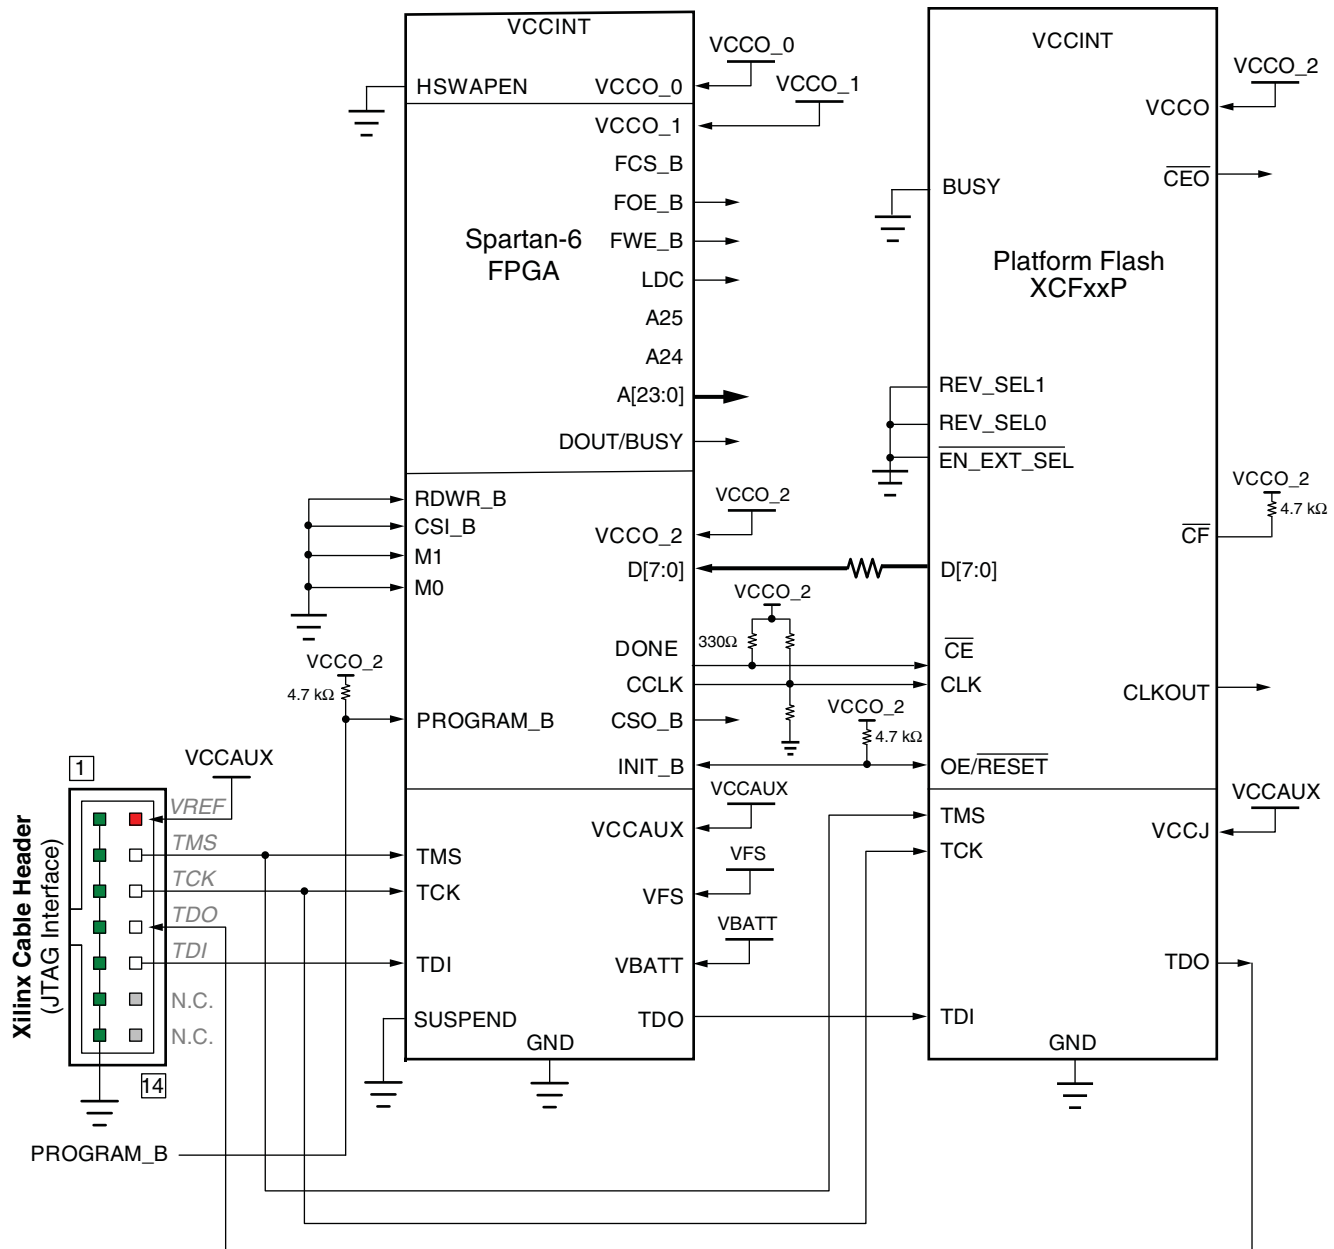 VCCINT
HSWAPEN
VCCO_0
VCCO_0
VCCO_1
VCCO_1
FCS_B
FOE_B
FWE_B
LDC
A25
A24
A[23:0]
DOUT/BUSY
Spartan-6
FPGA
RDWR_B
CSI_B
M1
M0
VCCO_2
VCCO_2
D[7:0]
VCCO_2
330Ω
DONE
CCLK
CSO_B
INIT_B
VCCO_2
4.7 kΩ
VCCO_2
4.7 kΩ
PROGRAM_B
VCCAUX
VCCAUX
VFS
VFS
VBATT
VBATT
TMS
TCK
TDI
SUSPEND
TDO
GND
VCCINT
VCCO_2
VCCO
CEO
BUSY
Platform Flash
XCFxxP
REV_SEL1
REV_SEL0
EN_EXT_SEL
VCCO_2
4.7 kΩ
CF
D[7:0]
CE
CLK
CLKOUT
OE/RESET
TMS
TCK
VCCAUX
VCCJ
TDO
TDI
GND
Xilinx Cable Header
(JTAG Interface)
1
VCCAUX
VREF
TMS
TCK
TDO
TDI
N.C.
N.C.
14
PROGRAM_B